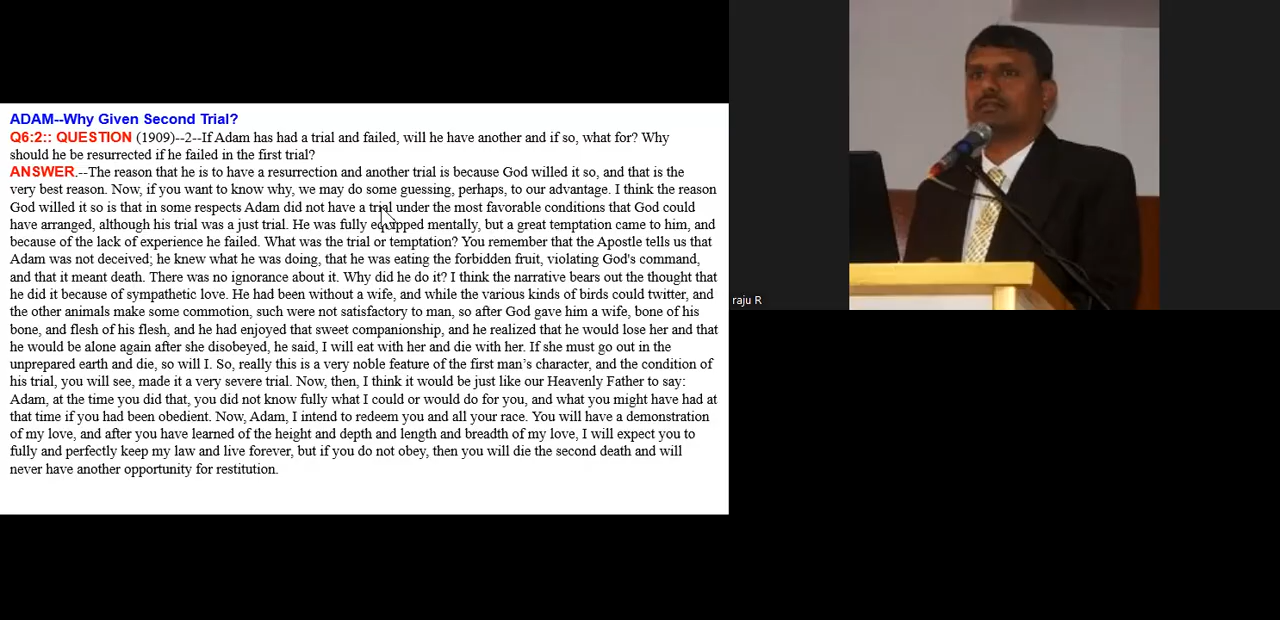 ADAM--Why Given Second Trial?
Q6:2:: QUESTION (1909)--2--If Adam has had a trial and failed, will he have another and if so, what for? Why
should he be resurrected if he failed in the first trial?
ANSWER.--The reason that he is to have a resurrection and another trial is because God willed it so, and that is the
very best reason. Now, if you want to know why, we may do some guessing, perhaps, to our advantage. I think the reason
God willed it so is that in some respects Adam did not have a trial under the most favorable conditions that God could
have arranged, although his trial was a just trial. He was fully equipped mentally, but a great temptation came to him, and
because of the lack of experience he failed. What was the trial or temptation? You remember that the Apostle tells us that
Adam was not deceived; he knew what he was doing, that he was eating the forbidden fruit, violating God's command,
and that it meant death. There was no ignorance about it. Why did he do it? I think the narrative bears out the thought that
he did it because of sympathetic love. He had been without a wife, and while the various kinds of birds could twitter, and
the other animals make some commotion, such were not satisfactory to man, so after God gave him a wife, bone of his
bone, and flesh of his flesh, and he had enjoyed that sweet companionship, and he realized that he would lose her and that
he would be alone again after she disobeyed, he said, I will eat with her and die with her. If she must go out in the
unprepared earth and die, so will I. So, really this is a very noble feature of the first man's character, and the condition of
his trial, you will see, made it a very severe trial. Now, then, I think it would be just like our Heavenly Father to say:
Adam, at the time you did that, you did not know fully what I could or would do for you, and what you might have had at
that time if you had been obedient. Now, Adam, I intend to redeem you and all your race. You will have a demonstration
of my love, and after you have learned of the height and depth and length and breadth of my love, I will expect you to
fully and perfectly keep my law and live forever, but if you do not obey, then you will die the second death and will
never have another opportunity for restitution.
raju R